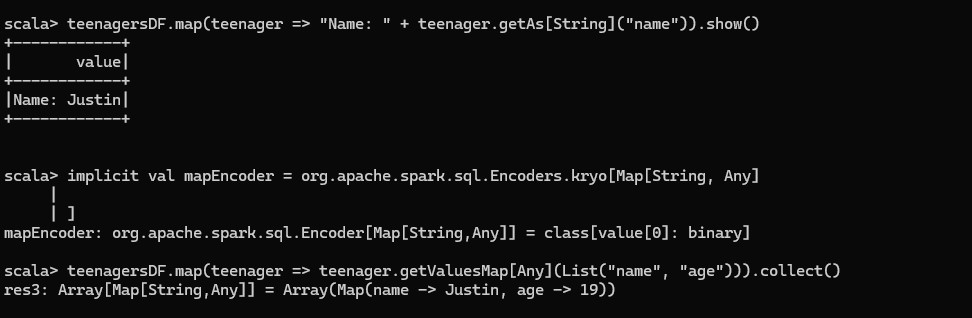 scala> teenagersDF.map(teenager => "Name: " + teenager.getAs[String]("name")).show()
+------------+
|       value|
+------------+
|Name: Justin|
+------------+
scala> implicit val mapEncoder = org.apache.spark.sql.Encoders.kryo[Map[String, Any]
     |
     | ]
mapEncoder: org.apache.spark.sql.Encoder[Map[String,Any]] = class[value[0]: binary]
scala> teenagersDF.map(teenager => teenager.getValuesMap[Any](List("name", "age"))).collect()
res3: Array[Map[String,Any]] = Array(Map(name -> Justin, age -> 19))